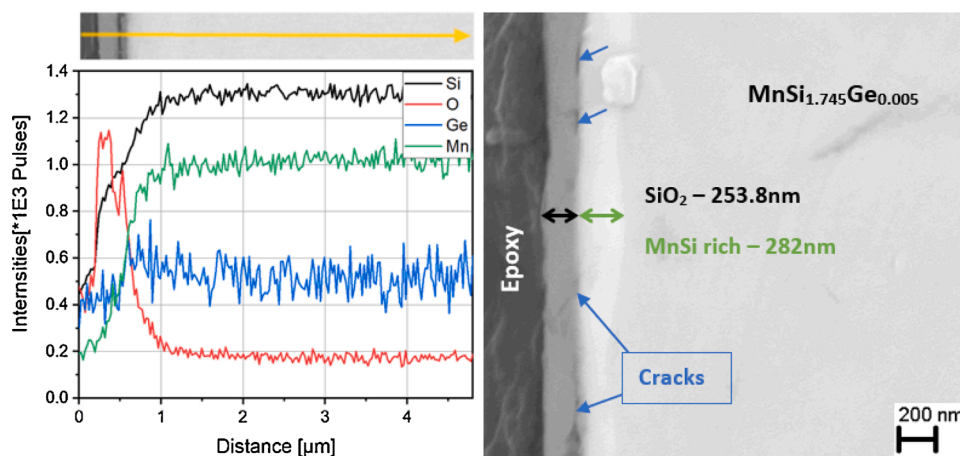 1.4
1.2
1.0
0.8
0.6
0.4
0.2
0.0
0
1
2
3
4
Intensities[*1E3 Pulses]
Distance [µm]
Si
O
Ge
Mn
MnSi1.745Ge0.005
SiO2 – 253.8nm
MnSi rich – 282nm
Epoxy
Cracks
200 nm